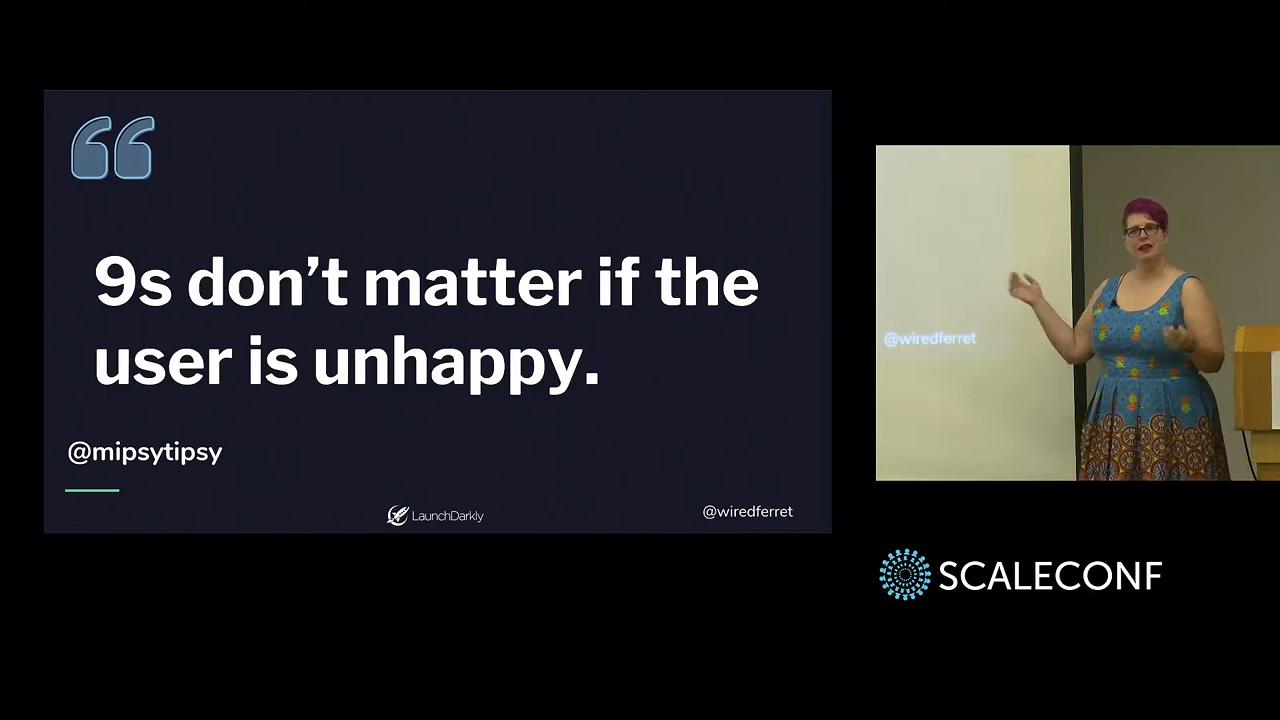 9s don’t matter if the
user is unhappy.
@mipsytipsy
LaunchDarkly
@wiredferret
@wiredferret
SCALECONF